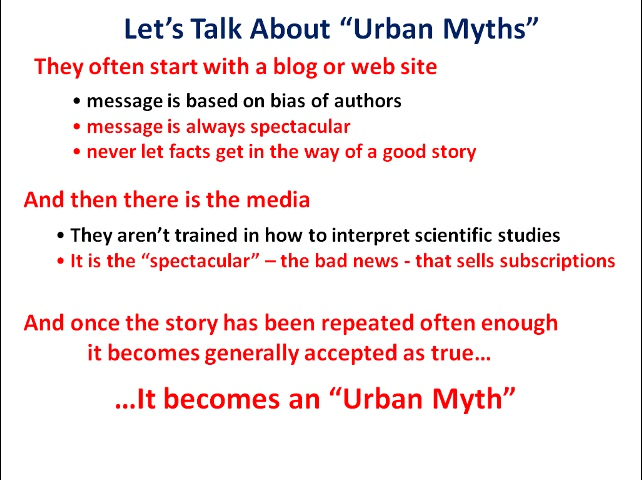 Let's Talk About “Urban Myths”
They often start with a blog or web site
• message is based on bias of authors
• message is always spectacular
• never let facts get in the way of a good story
And then there is the media
• They aren't trained in how to interpret scientific studies
• It is the “spectacular” – the bad news - that sells subscriptions
And once the story has been repeated often enough
it becomes generally accepted as true…
…It becomes an “Urban Myth”